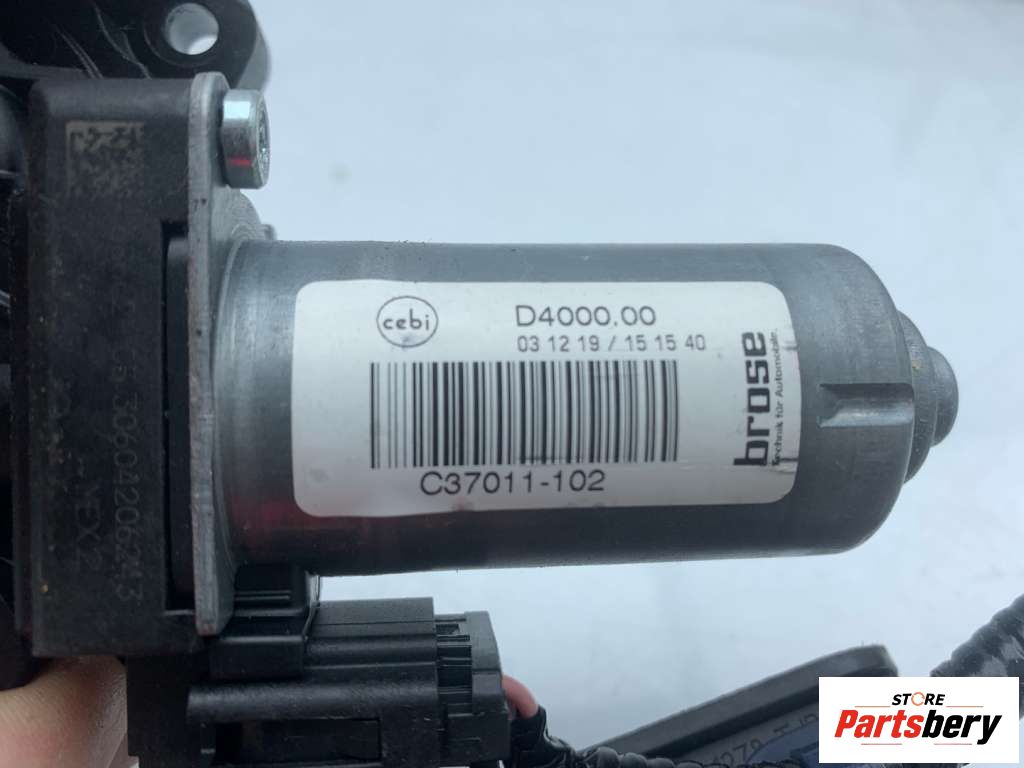 cebi
D4000.00
03 12 19 / 15 15 40
C37011-102
brose
Technik für Automobile.
STORE
Partsbery